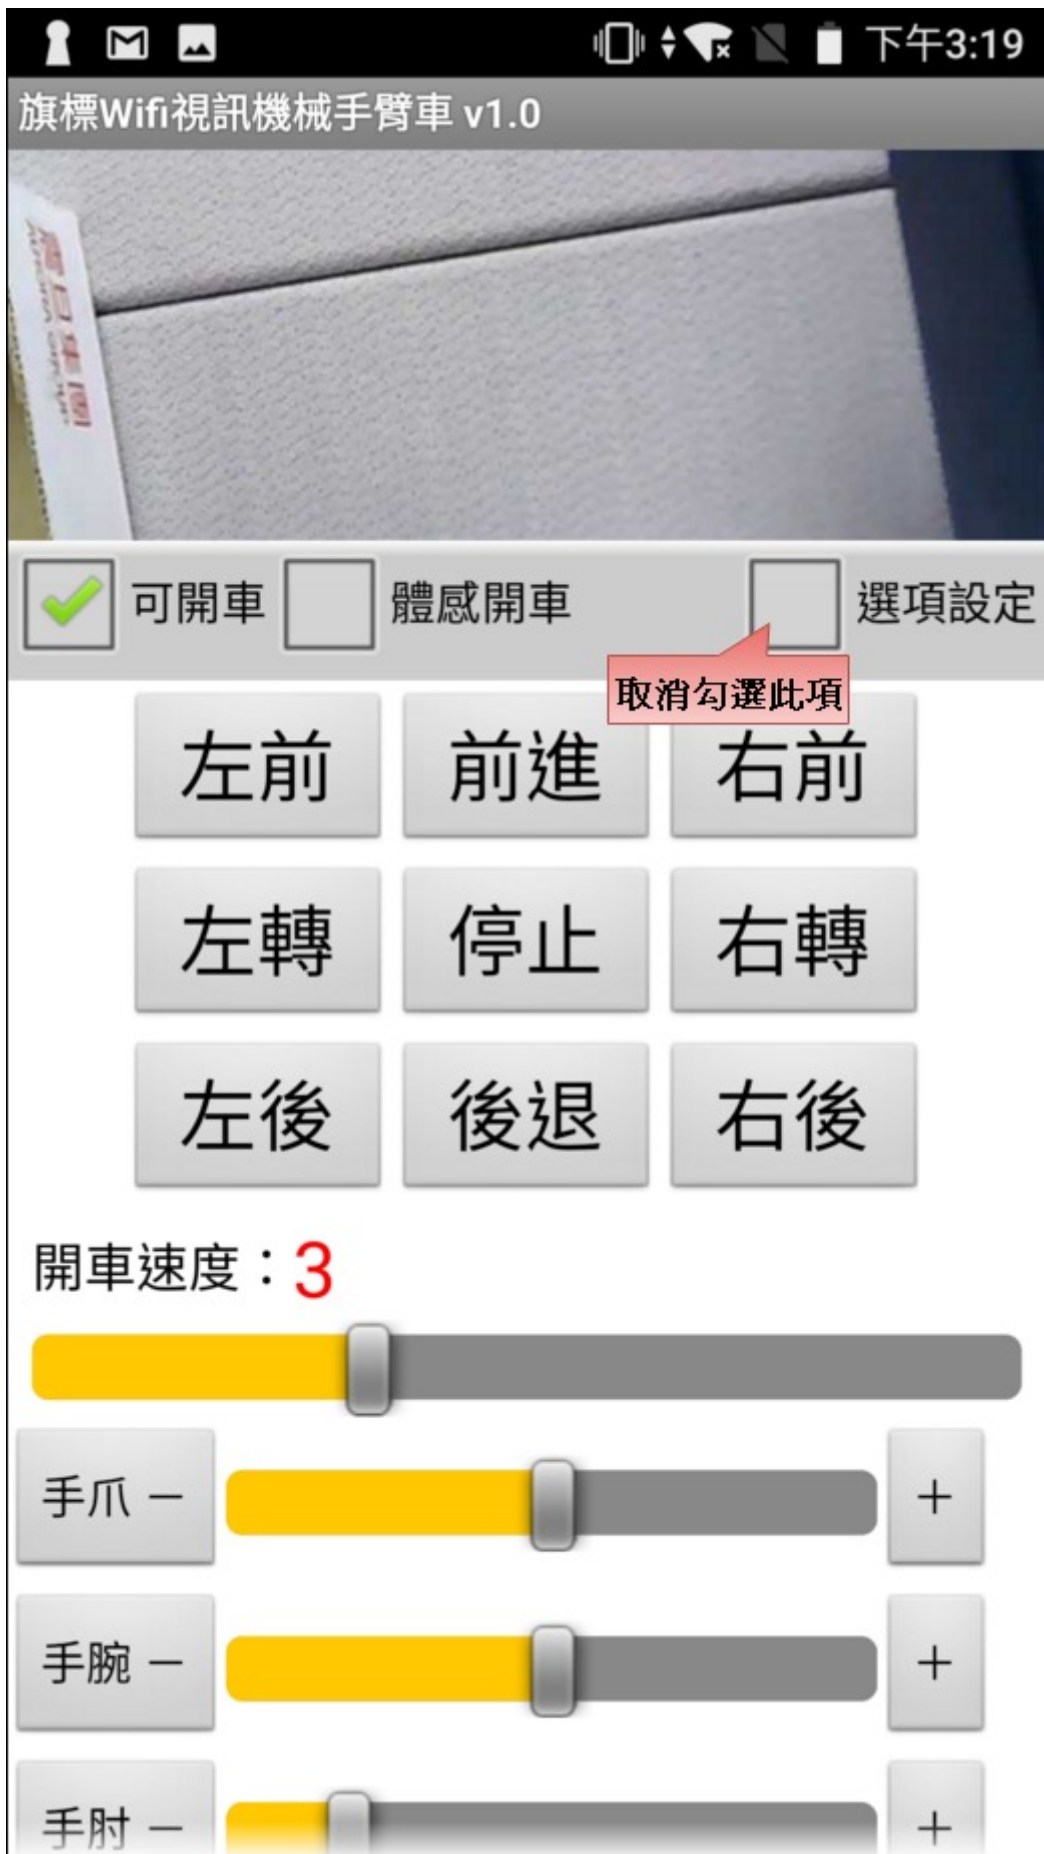 下午3:19
旗標Wifi視訊機械手臂車 v1.0
可開車 體感開車 選項設定
取消勾選此項
左前 前進 右前
左轉 停止 右轉
左後 後退 右後
開車速度：3
手爪 － ＋
手腕 － ＋
手肘 － ＋